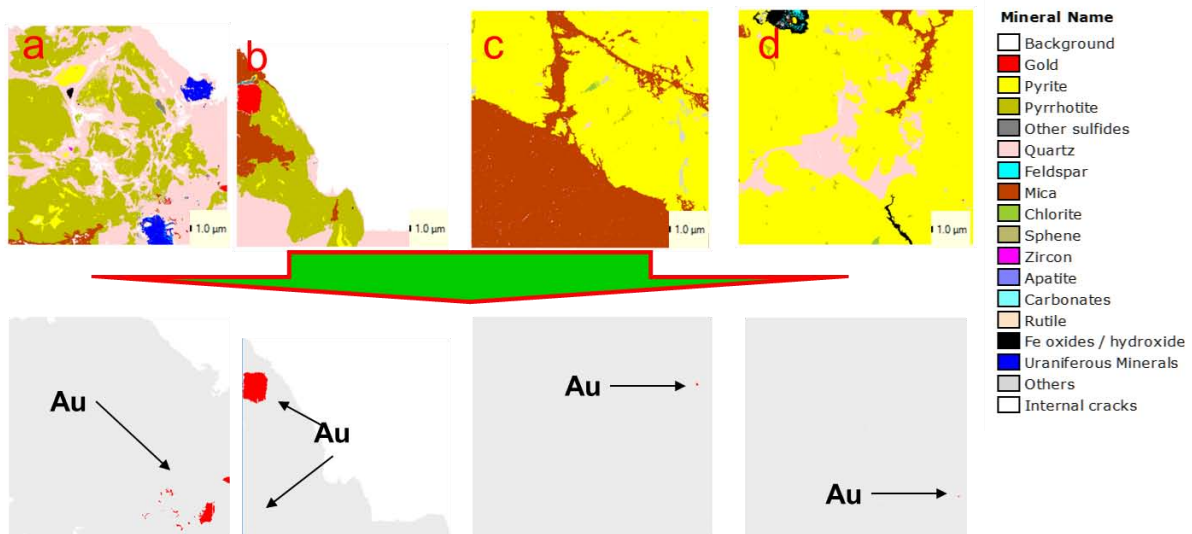 a
b
c
d
1.0 µm
1.0 µm
1.0 µm
1.0 µm
Mineral Name
Background
Gold
Pyrite
Pyrrhotite
Other sulfides
Quartz
Feldspar
Mica
Chlorite
Sphene
Zircon
Apatite
Carbonates
Rutile
Fe oxides / hydroxide
Uraniferous Minerals
Others
Internal cracks
Au
Au
Au
Au